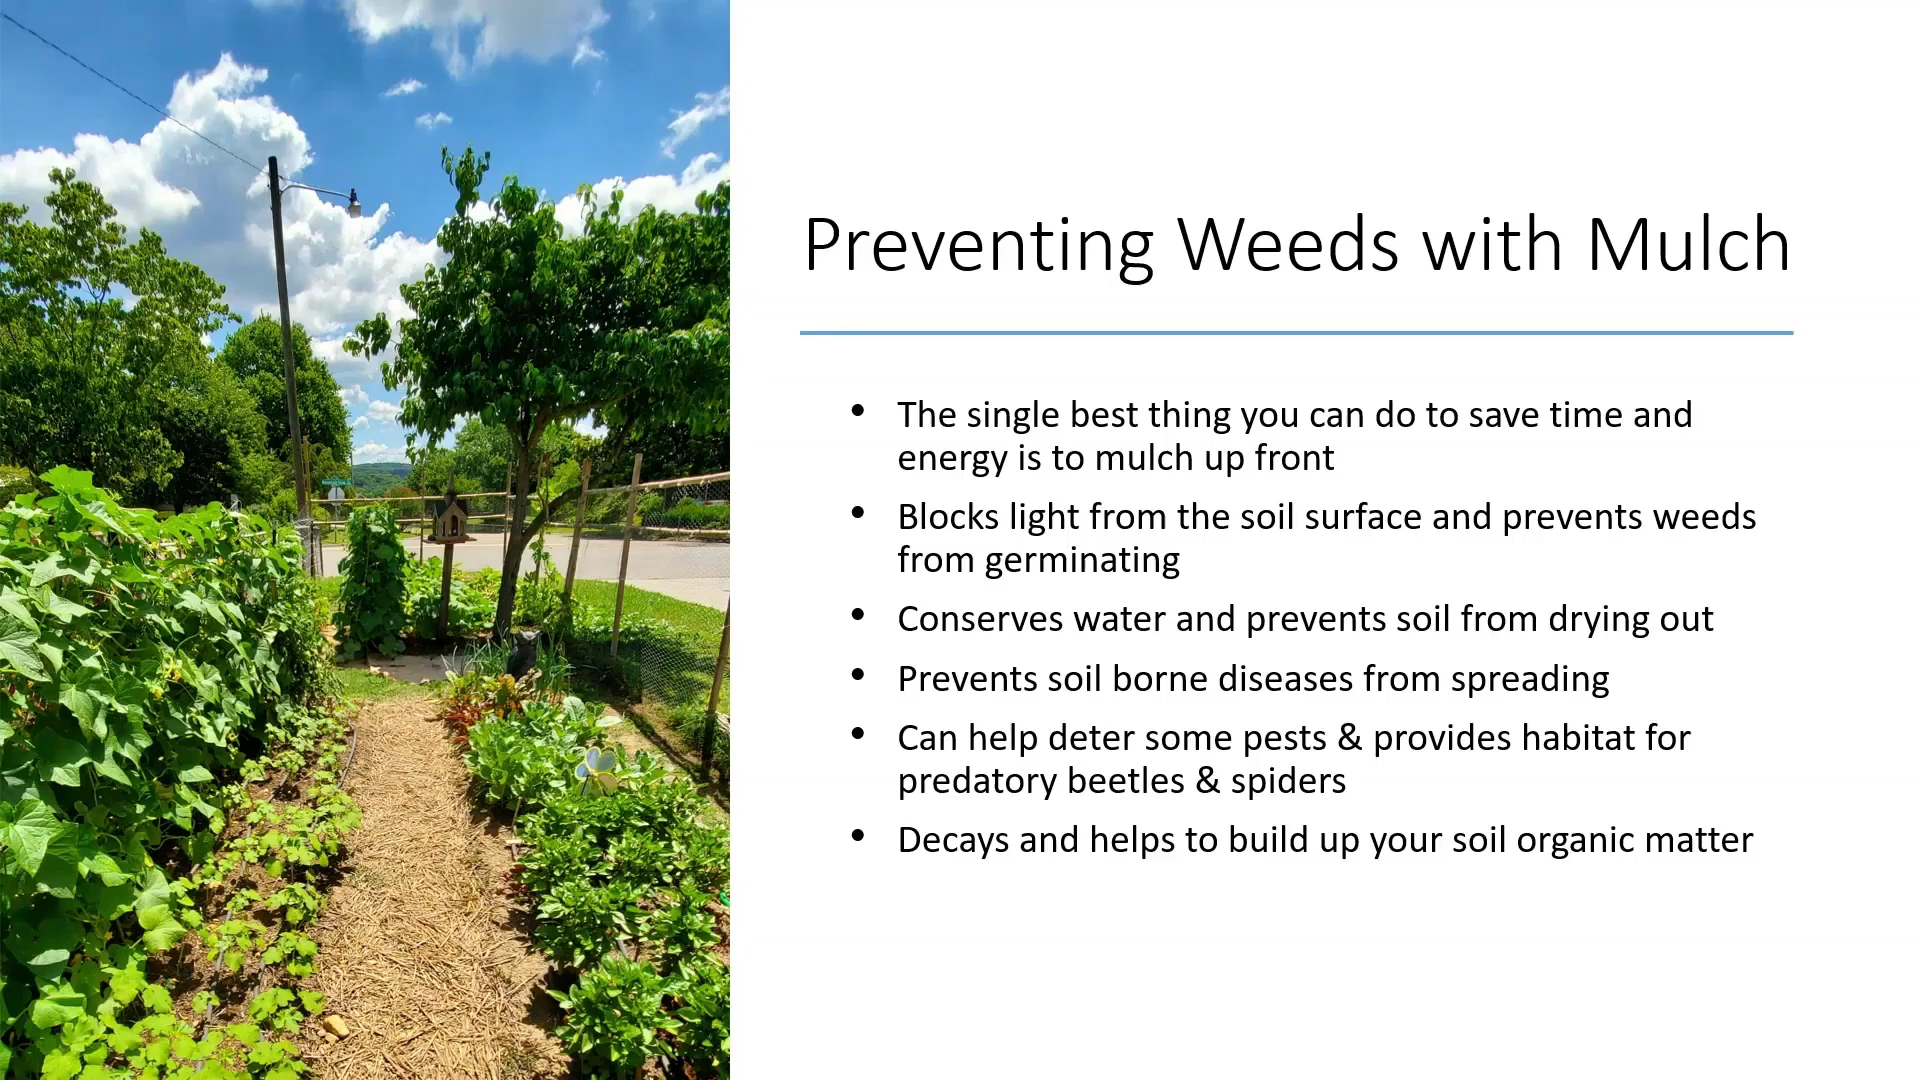 Preventing Weeds with Mulch
• The single best thing you can do to save time and
energy is to mulch up front
• Blocks light from the soil surface and prevents weeds
from germinating
• Conserves water and prevents soil from drying out
• Prevents soil borne diseases from spreading
• Can help deter some pests & provides habitat for
predatory beetles & spiders
• Decays and helps to build up your soil organic matter